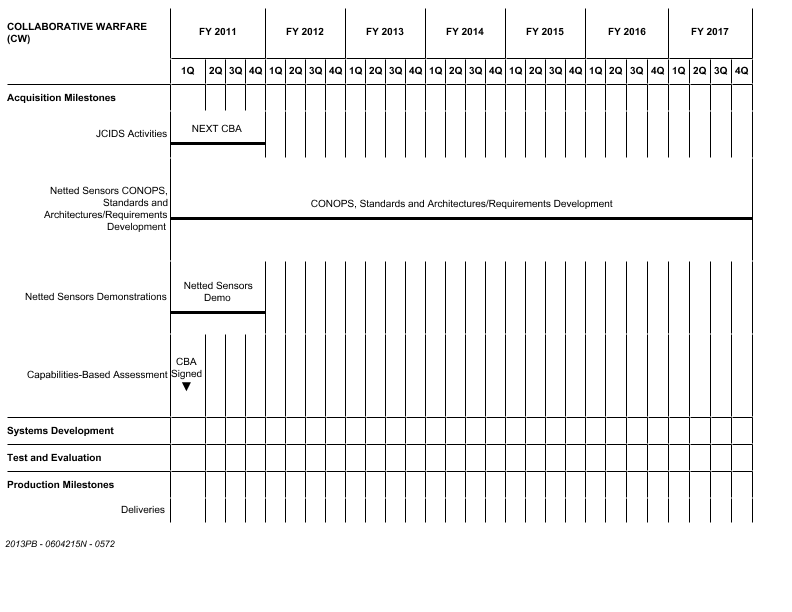 COLLABORATIVE WARFARE
(CW)
FY 2011 FY 2012 FY 2013 FY 2014 FY 2015 FY 2016 FY 2017
1Q 2Q 3Q 4Q 1Q 2Q 3Q 4Q 1Q 2Q 3Q 4Q 1Q 2Q 3Q 4Q 1Q 2Q 3Q 4Q 1Q 2Q 3Q 4Q 1Q 2Q 3Q 4Q
Acquisition Milestones
JCIDS Activities
NEXT CBA
Netted Sensors CONOPS,
Standards and
Architectures/Requirements
Development
CONOPS, Standards and Architectures/Requirements Development
Netted Sensors Demonstrations
Netted Sensors
Demo
Capabilities-Based Assessment
CBA
Signed
Systems Development
Test and Evaluation
Production Milestones
Deliveries
2013PB - 0604215N - 0572